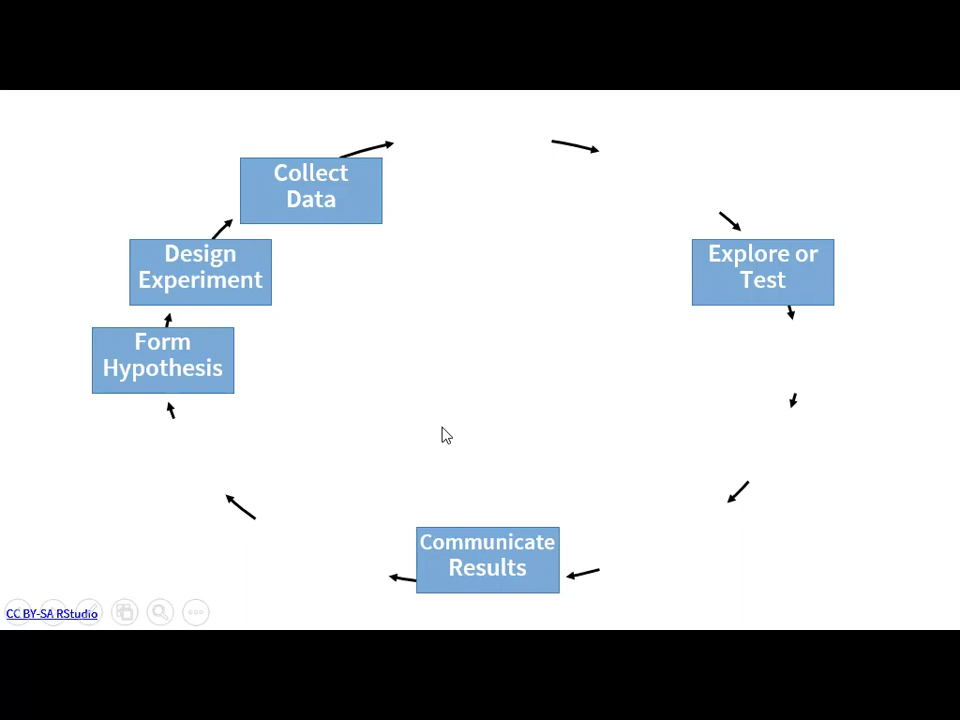 Collect
Data
Design
Experiment
Explore or
Test
Form
Hypothesis
Communicate
Results
CC BY-SA RStudio